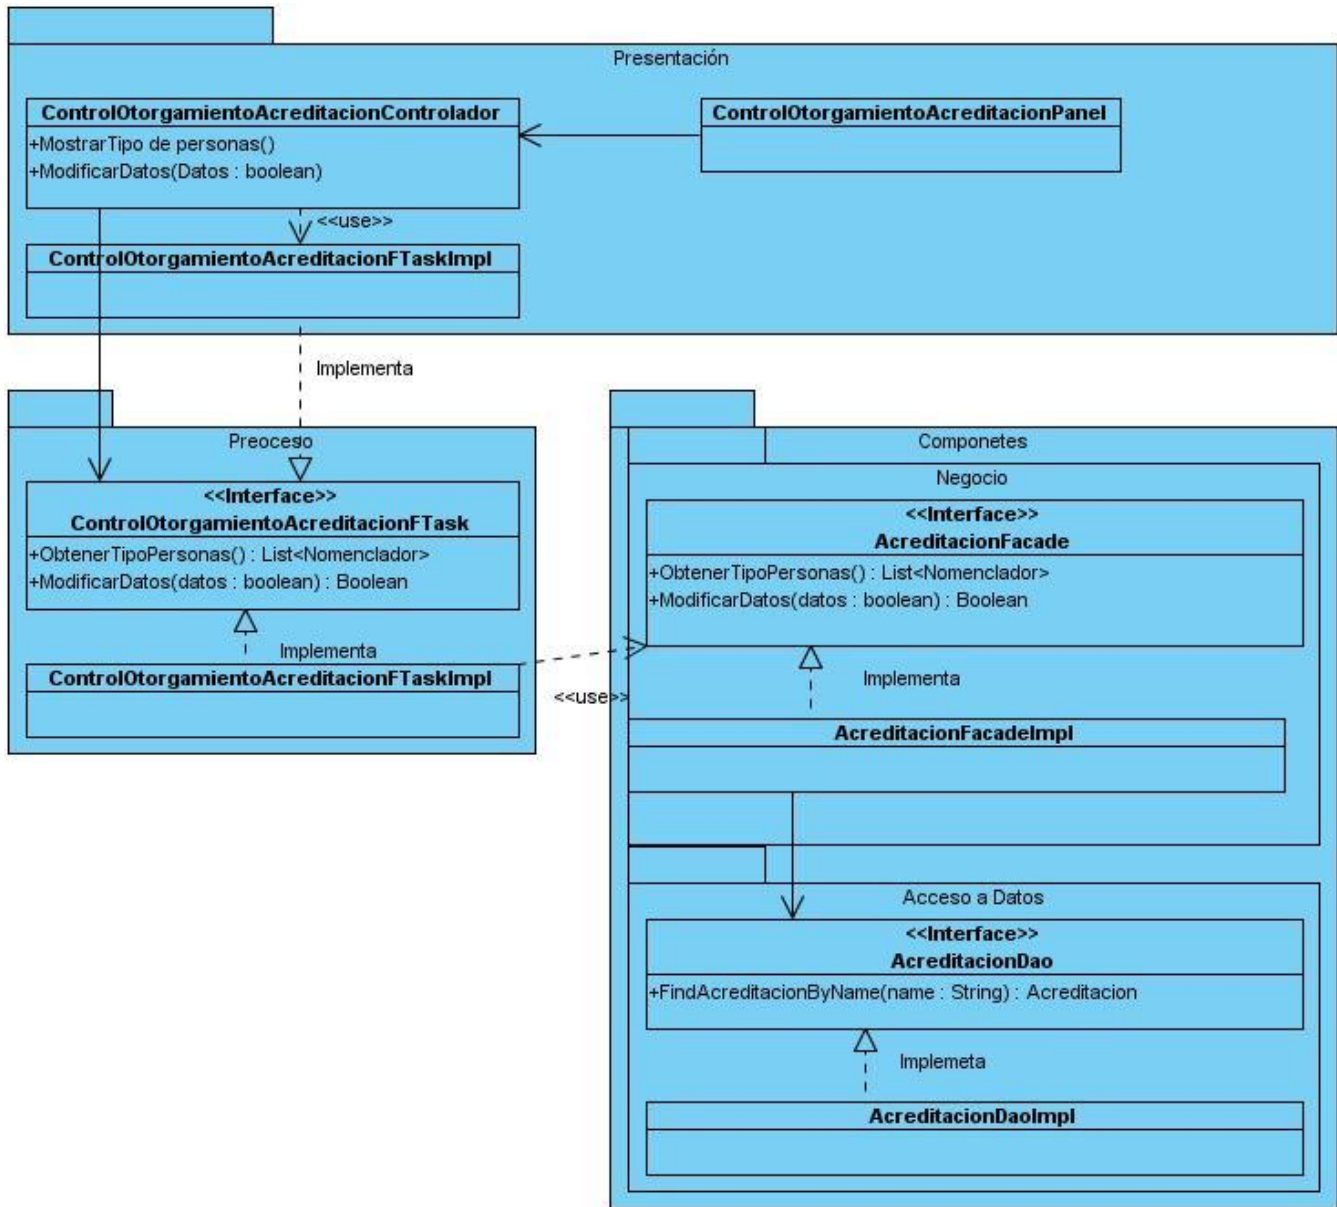 Presentación
ControlOtorgamientoAcreditacionControlador
+MostrarTipo de personas()
+ModificarDatos(Datos : boolean)
ControlOtorgamientoAcreditacionPanel
<<use>>
ControlOtorgamientoAcreditacionFTaskImpl
Implementa
Preoceso
<<Interface>>
ControlOtorgamientoAcreditacionFTask
+ObtenerTipoPersonas() : List<Nomenclador>
+ModificarDatos(datos : boolean) : Boolean
Implementa
ControlOtorgamientoAcreditacionFTaskImpl
<<use>>
Componetes
Negocio
<<Interface>>
AcreditacionFacade
+ObtenerTipoPersonas() : List<Nomenclador>
+ModificarDatos(datos : boolean) : Boolean
Implementa
AcreditacionFacadeImpl
Acceso a Datos
<<Interface>>
AcreditacionDao
+FindAcreditacionByName(name : String) : Acreditacion
Implemeta
AcreditacionDaoImpl